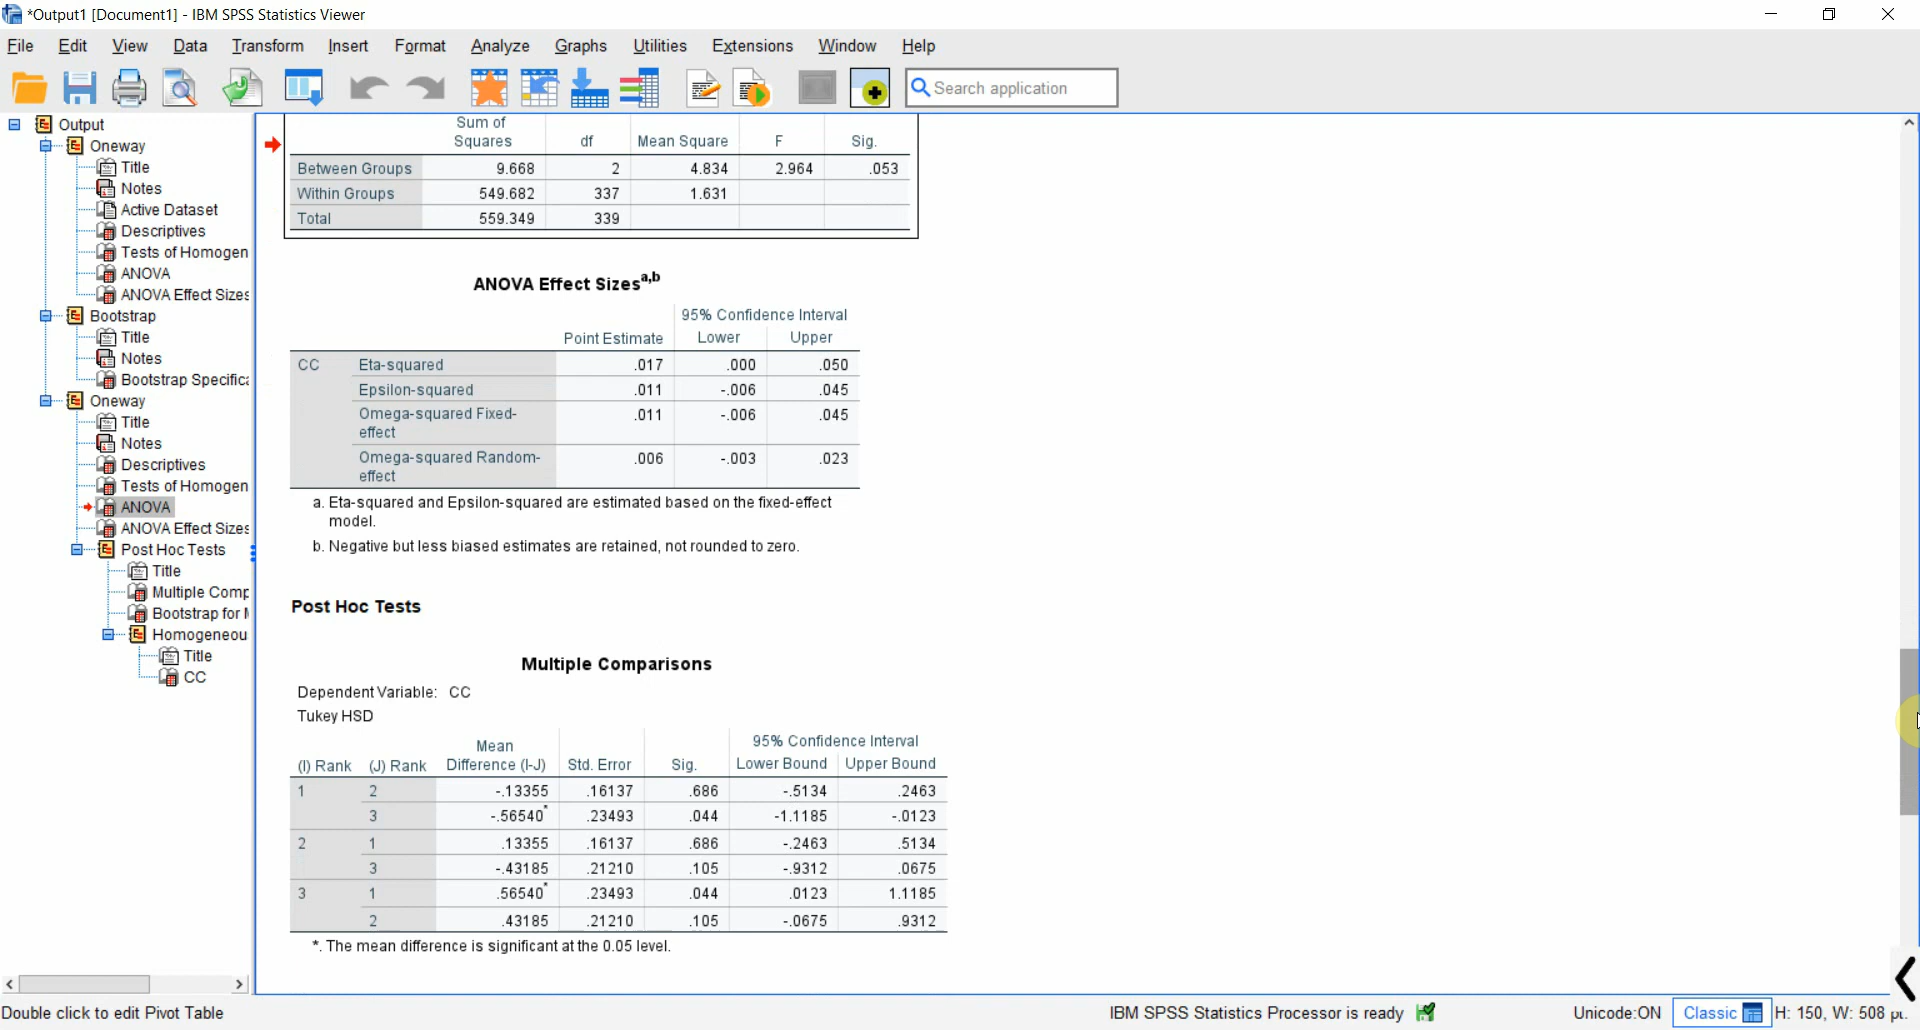 *Output1 [Document1] - IBM SPSS Statistics Viewer
File Edit View Data Transform Insert Format Analyze Graphs Utilities Extensions Window Help
Search application
Output
Oneway
Title
Notes
Active Dataset
Descriptives
Tests of Homogen
ANOVA
ANOVA Effect Sizes
Bootstrap
Title
Notes
Bootstrap Specifica
Oneway
Title
Notes
Descriptives
Tests of Homogen
ANOVA
ANOVA Effect Sizes
Post Hoc Tests
Title
Multiple Comp
Bootstrap for
Homogeneou
Title
CC
Sum of
Squares df Mean Square F Sig.
Between Groups 9.668 2 4.834 2.964 .053
Within Groups 549.682 337 1.631
Total 559.349 339
ANOVA Effect Sizesa,b
95% Confidence Interval
Point Estimate Lower Upper
CC Eta-squared .017 .000 .050
Epsilon-squared .011 -.006 .045
Omega-squared Fixed- .011 -.006 .045
effect
Omega-squared Random- .006 -.003 .023
effect
a. Eta-squared and Epsilon-squared are estimated based on the fixed-effect
model.
b. Negative but less biased estimates are retained, not rounded to zero.
Post Hoc Tests
Multiple Comparisons
Dependent Variable: CC
Tukey HSD
Mean 95% Confidence Interval
(I) Rank (J) Rank Difference (I-J) Std. Error Sig. Lower Bound Upper Bound
1 2 -.13355 .16137 .686 -.5134 .2463
3 -.56540* .23493 .044 -1.1185 -.0123
2 1 .13355 .16137 .686 -.2463 .5134
3 -.43185 .21210 .105 -.9312 .0675
3 1 .56540* .23493 .044 .0123 1.1185
2 .43185 .21210 .105 -.0675 .9312
*. The mean difference is significant at the 0.05 level.
Double click to edit Pivot Table IBM SPSS Statistics Processor is ready Unicode:ON Classic H: 150, W: 508 pt.